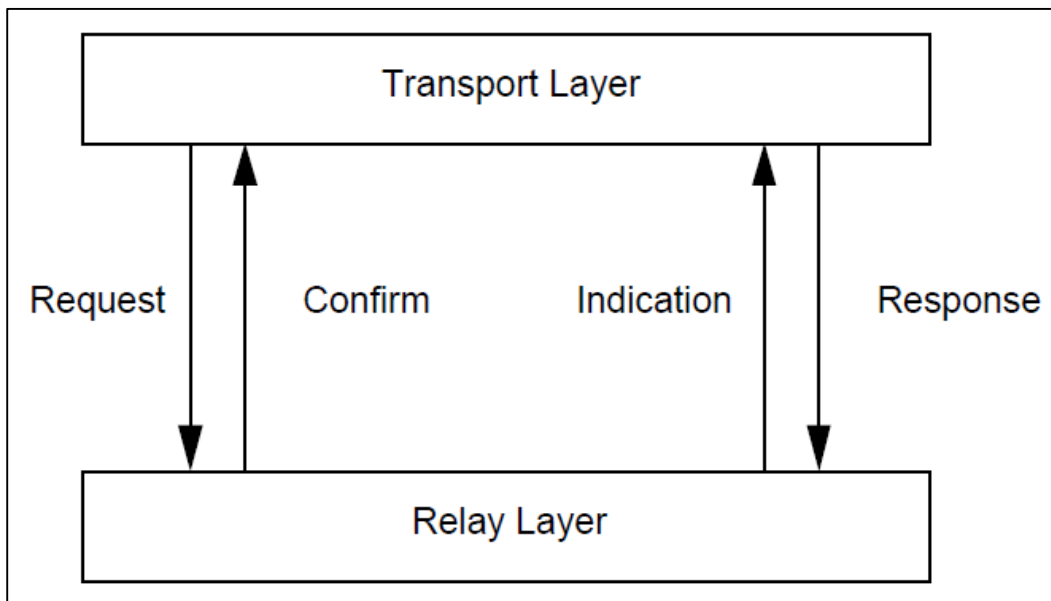 Transport Layer
Request Confirm Indication Response
Relay Layer